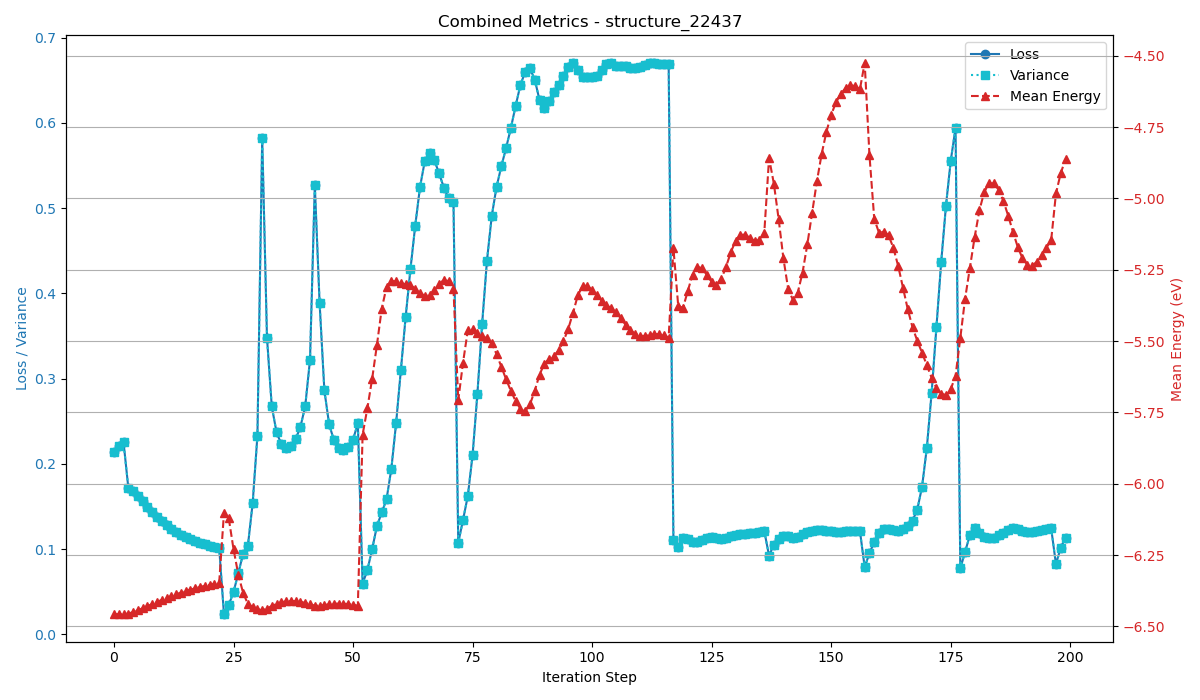 Combined Metrics - structure_22437
Loss / Variance
0.7
0.6
0.5
0.4
0.3
0.2
0.1
0.0
Loss
Variance
Mean Energy
−4.50
−4.75
−5.00
−5.25
−5.50
−5.75
−6.00
−6.25
−6.50
Mean Energy (eV)
0 25 50 75 100 125 150 175 200
Iteration Step